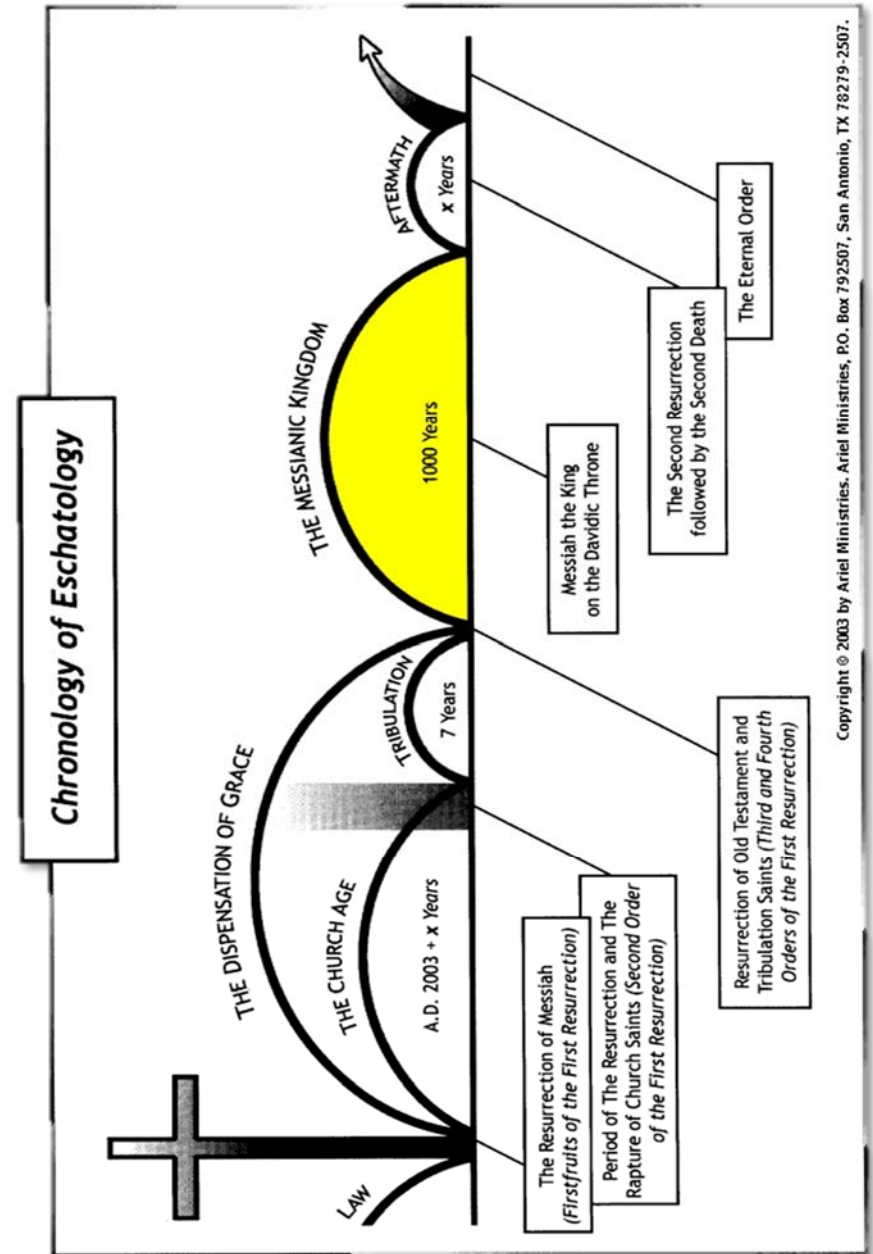 Chronology of Eschatology
LAW
THE DISPENSATION OF GRACE
THE CHURCH AGE
A.D. 2003 + x Years
TRIBULATION
7 Years
THE MESSIANIC KINGDOM
1000 Years
AFTERMATH
x Years
The Resurrection of Messiah
(Firstfruits of the First Resurrection)
Period of The Resurrection and The
Rapture of Church Saints (Second Order
of the First Resurrection)
Resurrection of Old Testament and
Tribulation Saints (Third and Fourth
Orders of the First Resurrection)
Messiah the King
on the Davidic Throne
The Second Resurrection
followed by the Second Death
The Eternal Order
Copyright © 2003 by Ariel Ministries. Ariel Ministries, P.O. Box 792507, San Antonio, TX 78279-2507.